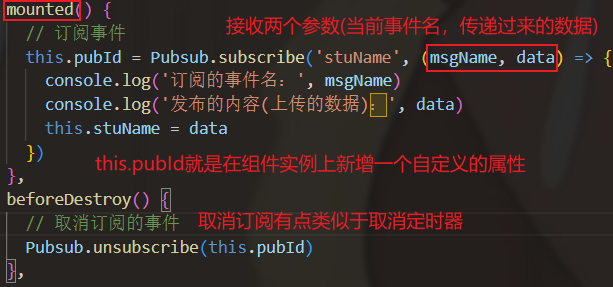 mounted() {
// 订阅事件
接收两个参数(当前事件名，传递过来的数据)
this.pubId = Pubsub.subscribe('stuName', (msgName, data) => {
console.log('订阅的事件名：', msgName)
console.log('发布的内容(上传的数据)：', data)
this.stuName = data
})
this.pubId就是在组件实例上新增一个自定义的属性
},
beforeDestroy() {
// 取消订阅的事件
取消订阅有点类似于取消定时器
Pubsub.unsubscribe(this.pubId)
},